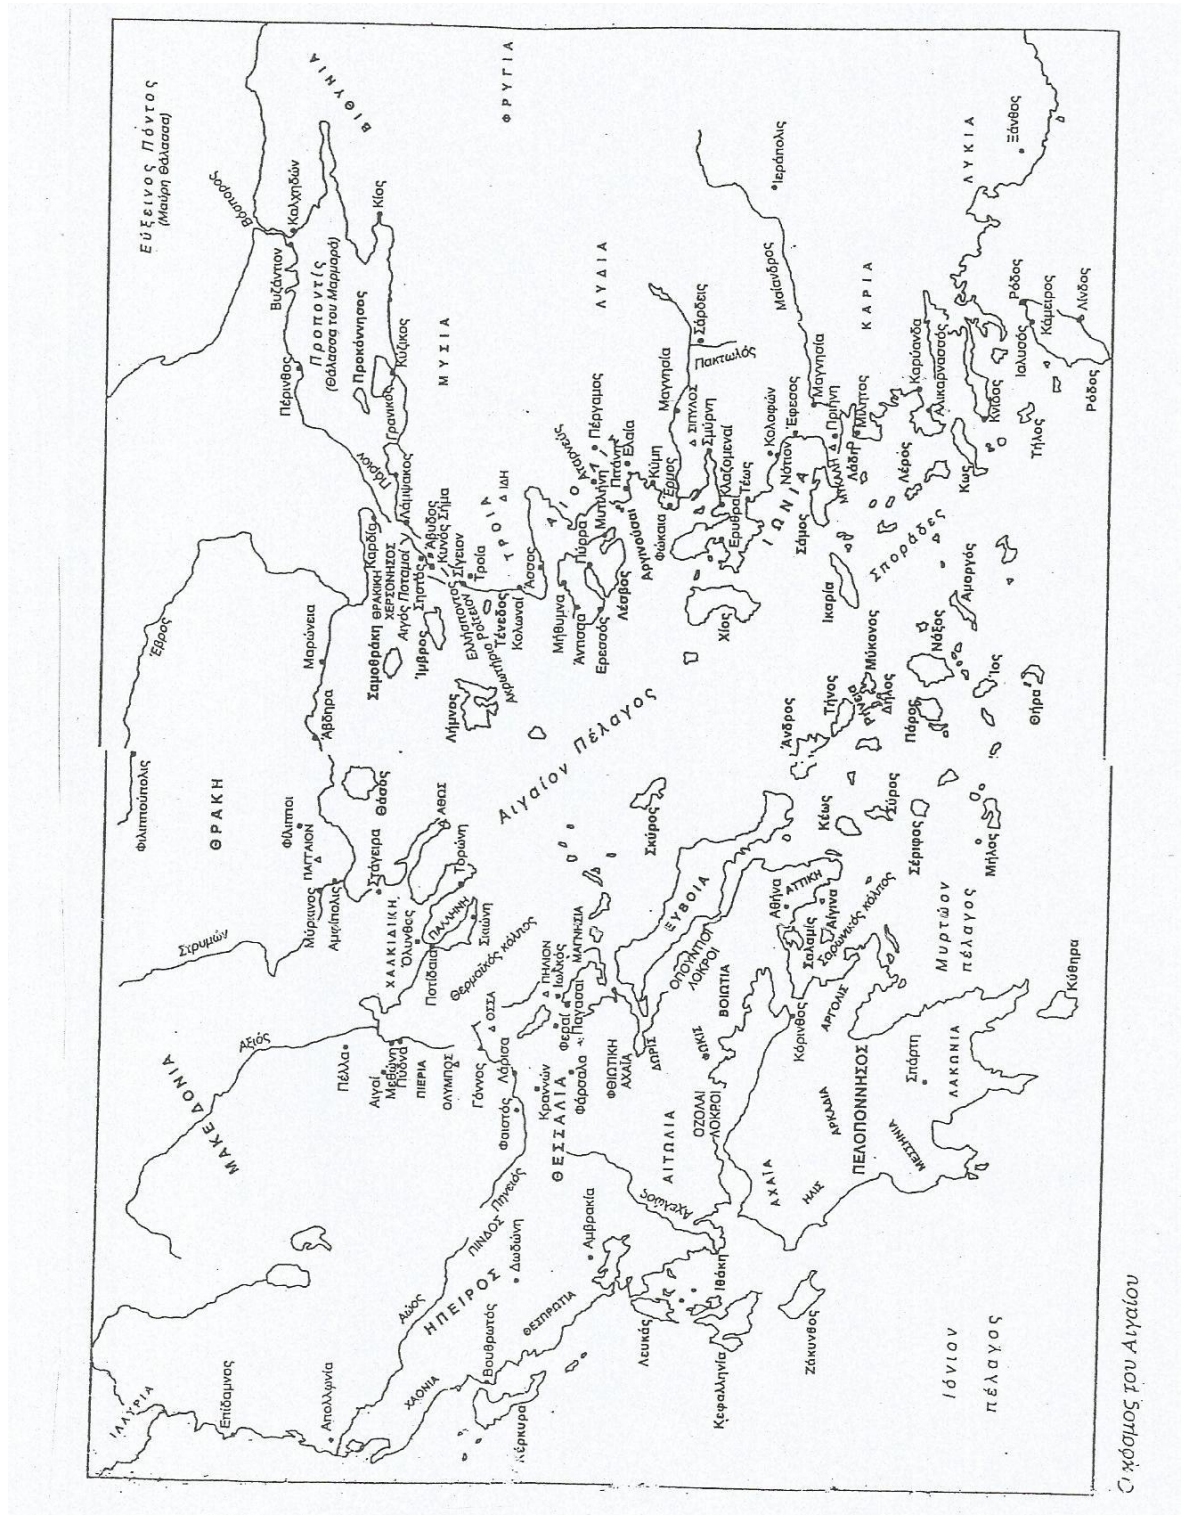 Εὔξεινος Πόντος
(Μαύρη Θάλασσα)
ΒΙΘΥΝΙΑ
ΦΡΥΓΙΑ
Βόσπορος
Καλχηδών
Βυζάντιον
Κίος
Προποντίς
(Θάλασσα του Μαρμαρά)
Πέρινθος
Προκόννησος
Κύζικος
Γρανικός
ΜΥΣΙΑ
ΛΥΔΙΑ
Ιεράπολις
Μαίανδρος
ΛΥΚΙΑ
Ξάνθος
ΚΑΡΙΑ
Σάρδεις
Πακτωλός
Μαγνησία
Δ ΣΙΠΥΛΟΣ
Σμύρνη
Κλαζομεναί
Τέως
Κολοφών
Έφεσος
Νότιον
Μαγνησία
Πριήνη
ΜΥΚΑΛΗ Δ
Λάδη
Μίλητος
Καρύανδα
Αλικαρνασσός
Κνίδος
Ρόδος
Ιαλυσός
Κάμειρος
Λίνδος
Ρόδος
Τήλος
Κως
Λέρος
Πάριον
Λάμψακος
Καρδία
ΘΡΑΚΙΚΗ
ΧΕΡΣΟΝΗΣΟΣ
Αιγός Ποταμοί
Σηστός
Άβυδος
Κυνός Σήμα
Σίγειον
Τροία
ΤΡΟΙΑ
Δ ΙΔΗ
Ελλήσποντος
Ακρωτήριο Ροίτειον
Τένεδος
Κολωναί
Άσσος
Αταρνεύς
Πέργαμος
Ελαία
Πιτάνη
Κύμη
Έρμος
Φώκαια
Μυτιλήνη
Πύρρα
Μήθυμνα
Άντισσα
Ερεσσός
Λέσβος
Αργινούσαι
Ερυθραί
ΙΩΝΙΑ
Χίος
Σάμος
Ικαρία
Σποράδες
Αμοργός
Έβρος
Μαρώνεια
Άβδηρα
Σαμοθράκη
Ίμβρος
Λήμνος
Αιγαίον Πέλαγος
Μύκονος
Ρήνεια
Δήλος
Τήνος
Άνδρος
Νάξος
Πάρος
Ίος
Θήρα
Φιλιππούπολις
ΘΡΑΚΗ
Φίλιπποι
ΠΑΓΓΑΙΟΝ
Θάσος
Μύρκινος
Αμφίπολις
Στάγειρα
ΑΘΩΣ
Τορώνη
Στρυμών
ΧΑΛΚΙΔΙΚΗ
Όλυνθος
ΠΑΛΛΗΝΗ
Ποτίδαια
Σκιώνη
Θερμαϊκός κόλπος
Σκύρος
ΕΥΒΟΙΑ
Κέως
Σύρος
Σέριφος
Μήλος
Αθήνα
ΑΤΤΙΚΗ
Σαλαμίς
Αίγινα
Σαρωνικός κόλπος
Μυρτώον
πέλαγος
Κύθηρα
ΜΑΚΕΔΟΝΙΑ
Αξιός
Πέλλα
Αιγαί
Μεθώνη
Πύδνα
ΠΙΕΡΙΑ
ΟΛΥΜΠΟΣ
Γόννος
Δ ΟΣΣΑ
Λάρισα
Δ ΠΗΛΙΟΝ
Ιωλκός
ΜΑΓΝΗΣΙΑ
Φεραί
Παγασαί
Κραννών
Φάρσαλα
Φαιστός
ΘΕΣΣΑΛΙΑ
ΦΘΙΩΤΙΚΗ
ΑΧΑΪΑ
ΔΩΡΙΣ
ΟΠΟΥΝΤΙΟΙ
ΛΟΚΡΟΙ
ΒΟΙΩΤΙΑ
ΦΩΚΙΣ
ΟΖΟΛΑΙ
ΛΟΚΡΟΙ
Κόρινθος
ΑΡΓΟΛΙΣ
ΑΡΚΑΔΙΑ
ΠΕΛΟΠΟΝΝΗΣΟΣ
Σπάρτη
ΛΑΚΩΝΙΑ
ΜΕΣΣΗΝΙΑ
ΑΧΑΪΑ
ΗΛΙΣ
ΑΙΤΩΛΙΑ
Αχελώος
Πηνειός
ΠΙΝΔΟΣ
Δωδώνη
Αμβρακία
ΗΠΕΙΡΟΣ
Αώος
ΘΕΣΠΡΩΤΙΑ
Βουθρωτός
ΧΑΟΝΙΑ
Κέρκυρα
Λευκάς
Ιθάκη
Κεφαλληνία
Ζάκυνθος
ΙΛΛΥΡΙΑ
Επίδαμνος
Απολλωνία
Ιόνιον
πέλαγος
Ο κόσμος του Αιγαίου